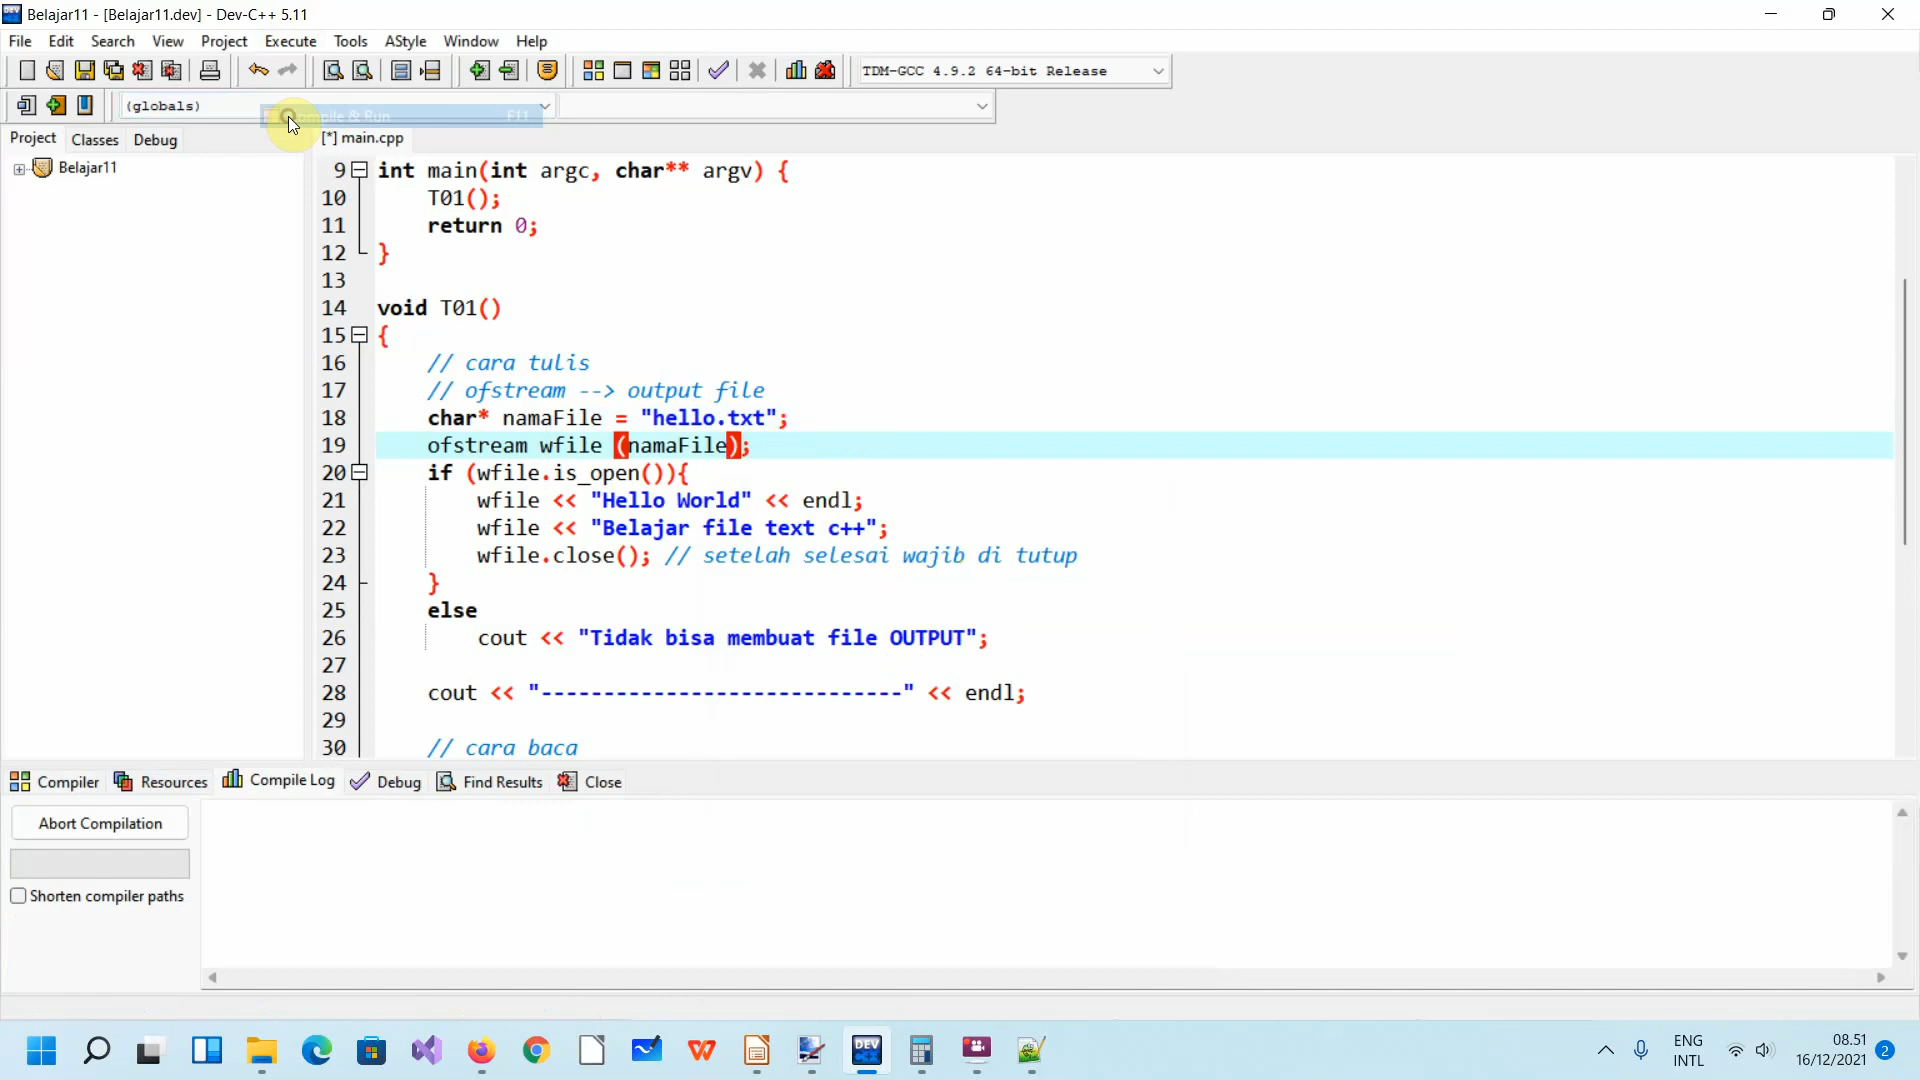 Belajar11 - [Belajar11.dev] - Dev-C++ 5.11
File Edit Search View Project Execute Tools AStyle Window Help
TDM-GCC 4.9.2 64-bit Release
(globals)
Compile & Run F11
Project Classes Debug
[*] main.cpp
Belajar11
9 int main(int argc, char** argv) {
10 T01();
11 return 0;
12 }
13
14 void T01()
15 {
16 // cara tulis
17 // ofstream --> output file
18 char* namaFile = "hello.txt";
19 ofstream wfile (namaFile);
20 if (wfile.is_open()){
21 wfile << "Hello World" << endl;
22 wfile << "Belajar file text c++";
23 wfile.close(); // setelah selesai wajib di tutup
24 }
25 else
26 cout << "Tidak bisa membuat file OUTPUT";
27
28 cout << "-----------------------------" << endl;
29
30 // cara baca
Compiler Resources Compile Log Debug Find Results Close
Abort Compilation
Shorten compiler paths
DEV C++
ENG
INTL
08.51
16/12/2021
2